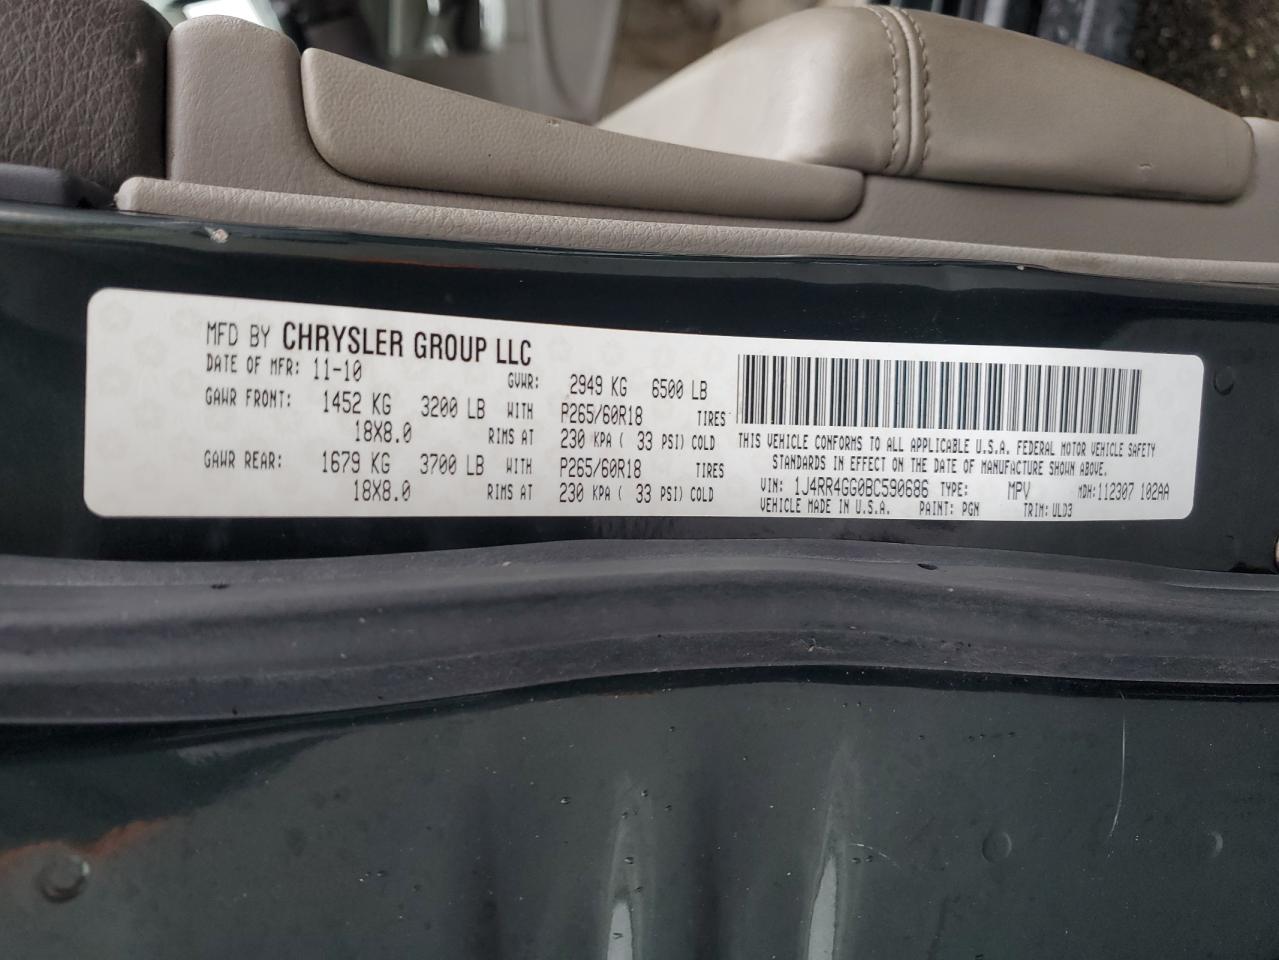 MFD BY CHRYSLER GROUP LLC
DATE OF MFR: 11-10 GVWR: 2949 KG 6500 LB
GAWR FRONT: 1452 KG 3200 LB WITH P265/60R18 TIRES
18X8.0 RIMS AT 230 KPA ( 33 PSI) COLD
GAWR REAR: 1679 KG 3700 LB WITH P265/60R18 TIRES
18X8.0 RIMS AT 230 KPA ( 33 PSI) COLD
THIS VEHICLE CONFORMS TO ALL APPLICABLE U.S.A. FEDERAL MOTOR VEHICLE SAFETY
STANDARDS IN EFFECT ON THE DATE OF MANUFACTURE SHOWN ABOVE.
VIN: 1J4RR4GG0BC590686 TYPE: MPV MDH:112307 102AA
VEHICLE MADE IN U.S.A. PAINT: PGN TRIM: ULD3